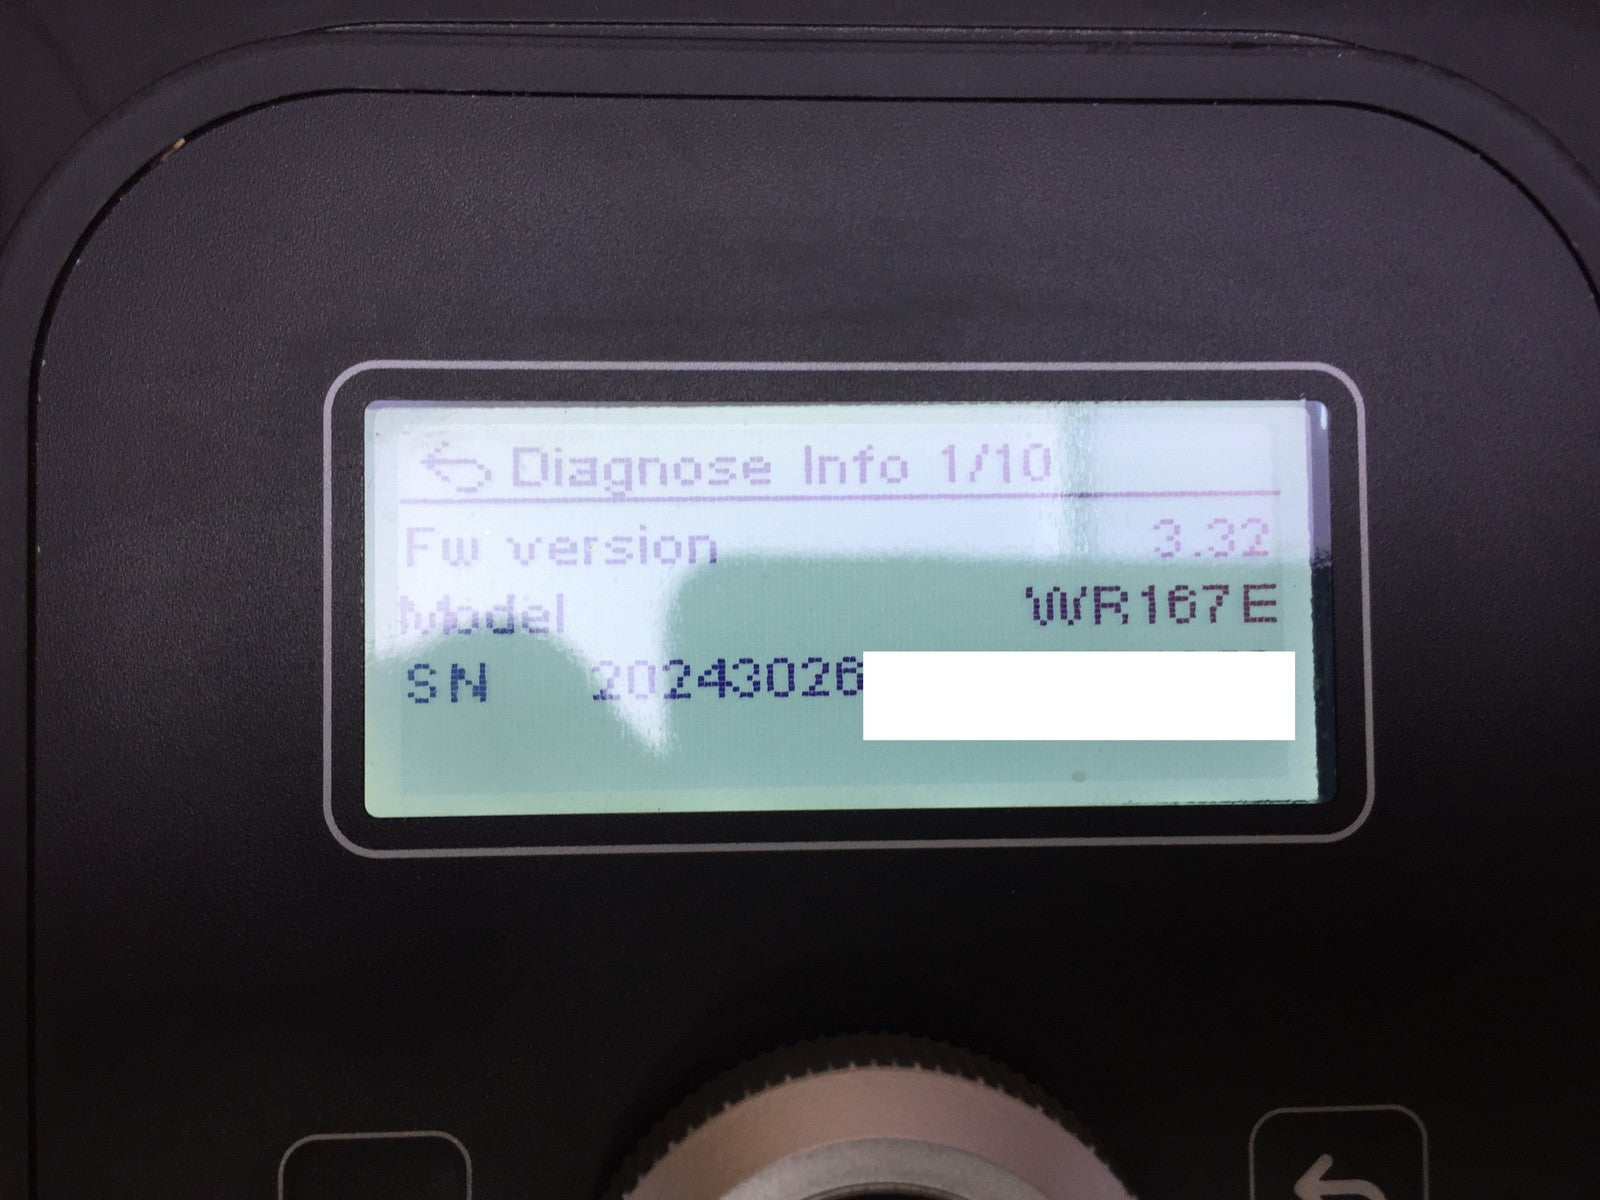 Diagnose Info 1/10
Fw version 3.32
Model WR167E
SN 20243026